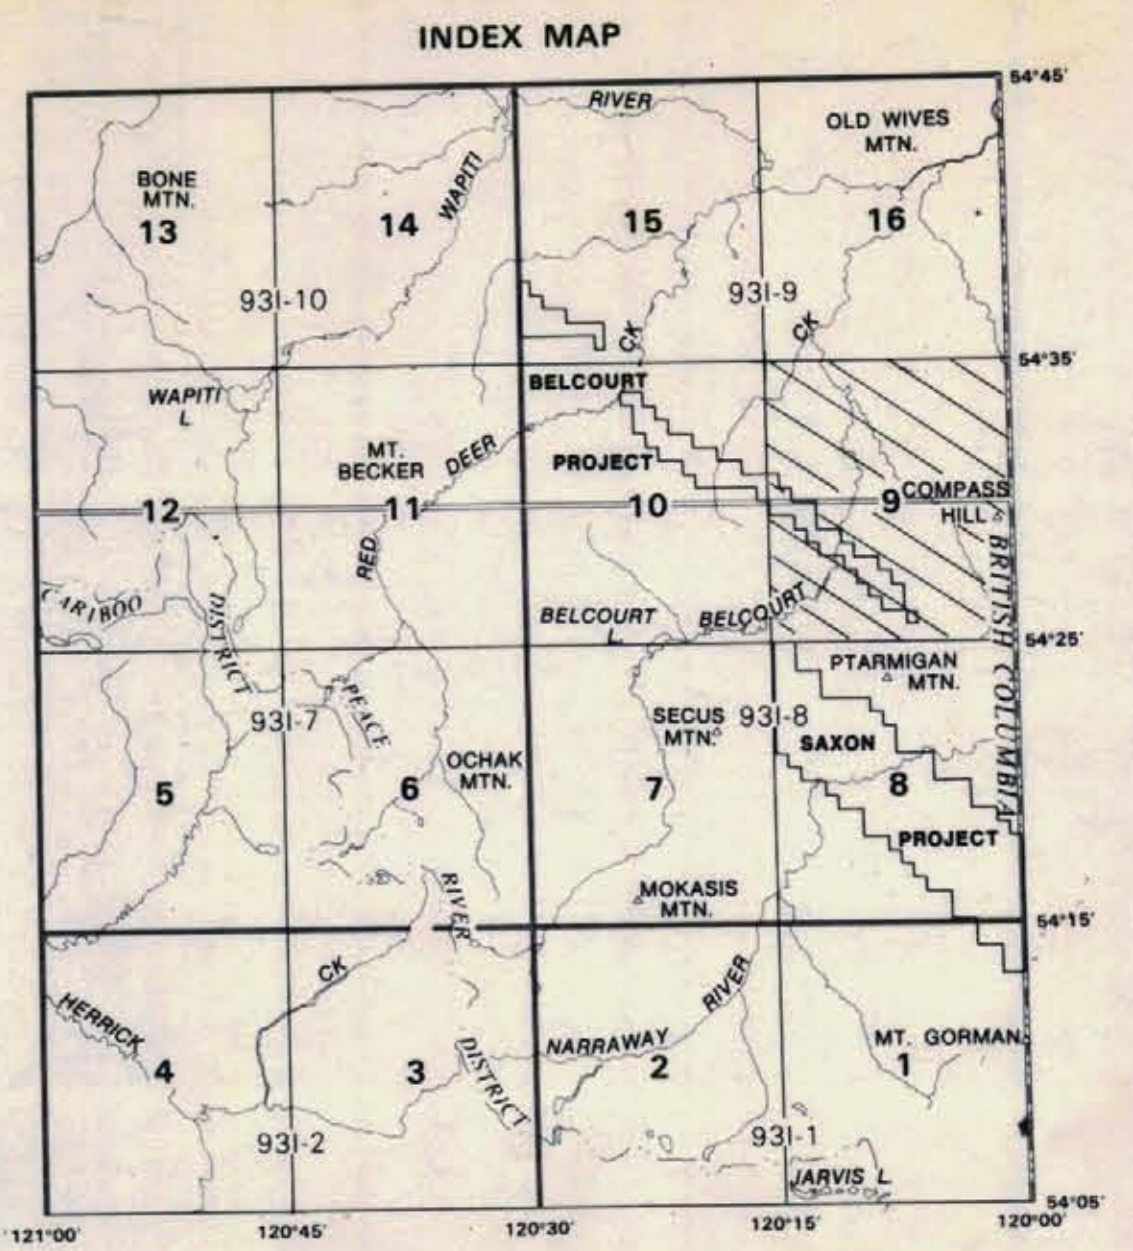 INDEX MAP
54°45'
RIVER
OLD WIVES
MTN.
BONE
MTN.
13
14
WAPITI
15
16
93I-10
93I-9
CK
CK
54°35'
BELCOURT
WAPITI
L
MT.
BECKER
DEER
PROJECT
12
11
10
9
COMPASS
HILL
RED
BRITISH COLUMBIA
CARIBOO
DISTRICT
BELCOURT
L.
BELCOURT
54°25'
PTARMIGAN
MTN.
PEACE
93I-7
SECUS
MTN.
93I-8
SAXON
OCHAK
MTN.
5
6
7
8
PROJECT
RIVER
MOKASIS
MTN.
54°15'
CK
RIVER
HERRICK
NARRAWAY
MT. GORMAN
4
3
DISTRICT
2
1
93I-2
93I-1
JARVIS L
54°05'
121°00'
120°45'
120°30'
120°15'
120°00'